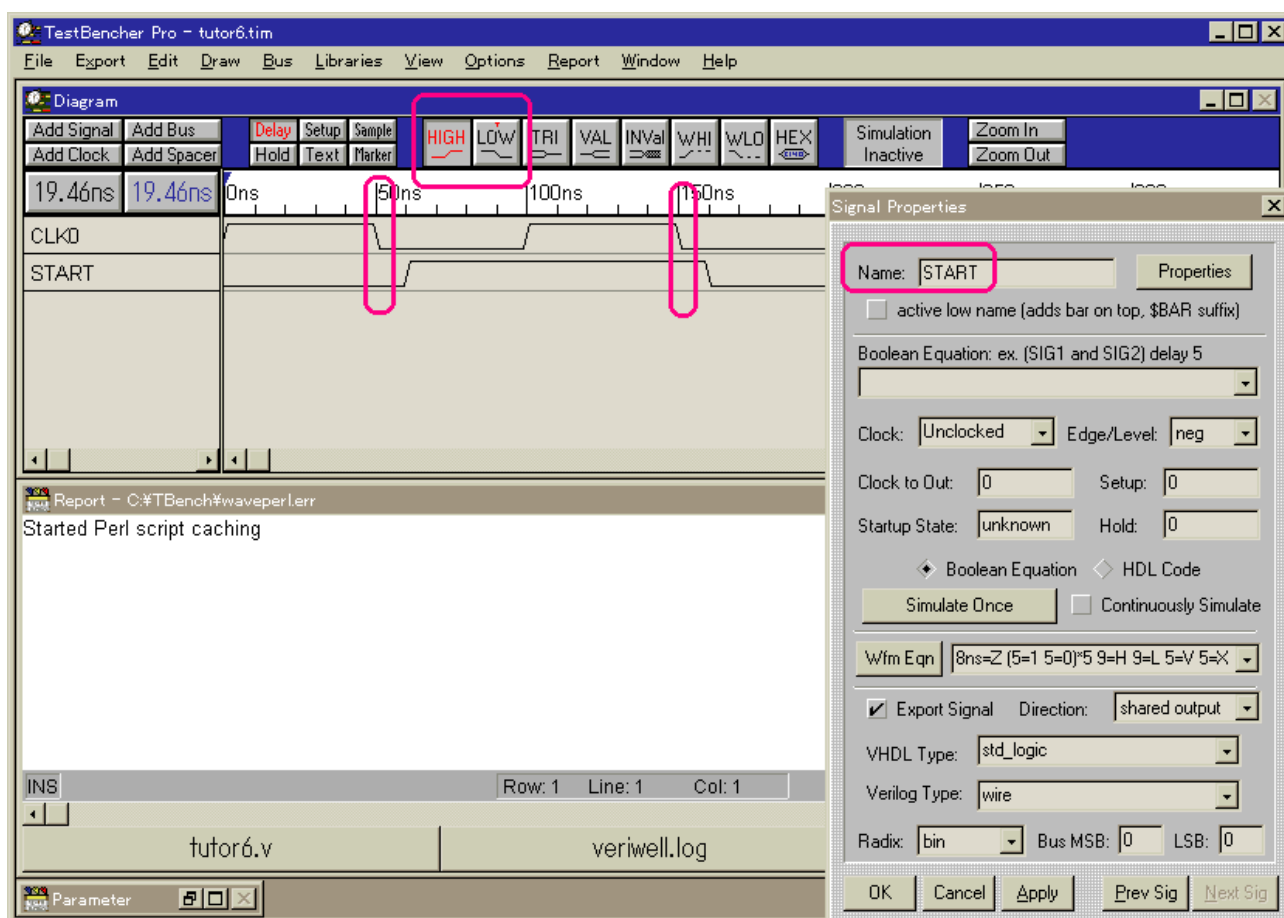 TestBencher Pro - tutor6.tim
File Export Edit Draw Bus Libraries View Options Report Window Help
Diagram
Add Signal Add Bus Delay Setup Sample HIGH LOW TRI VAL INVal WHI WLO HEX Simulation Inactive Zoom In
Add Clock Add Spacer Hold Text Marker Zoom Out
19.46ns 19.46ns 0ns 50ns 100ns 150ns
CLK0
START
Signal Properties
Name: START Properties
active low name (adds bar on top, $BAR suffix)
Boolean Equation: ex. (SIG1 and SIG2) delay 5
Clock: Unclocked Edge/Level: neg
Clock to Out: 0 Setup: 0
Startup State: unknown Hold: 0
Boolean Equation HDL Code
Simulate Once Continuously Simulate
Wfm Eqn 8ns=Z (5=1 5=0)*5 9=H 9=L 5=V 5=X
Export Signal Direction: shared output
VHDL Type: std_logic
Verilog Type: wire
Radix: bin Bus MSB: 0 LSB: 0
OK Cancel Apply Prev Sig Next Sig
Report - C:¥TBench¥waveperl.err
Started Perl script caching
INS Row: 1 Line: 1 Col: 1
tutor6.v veriwell.log
Parameter